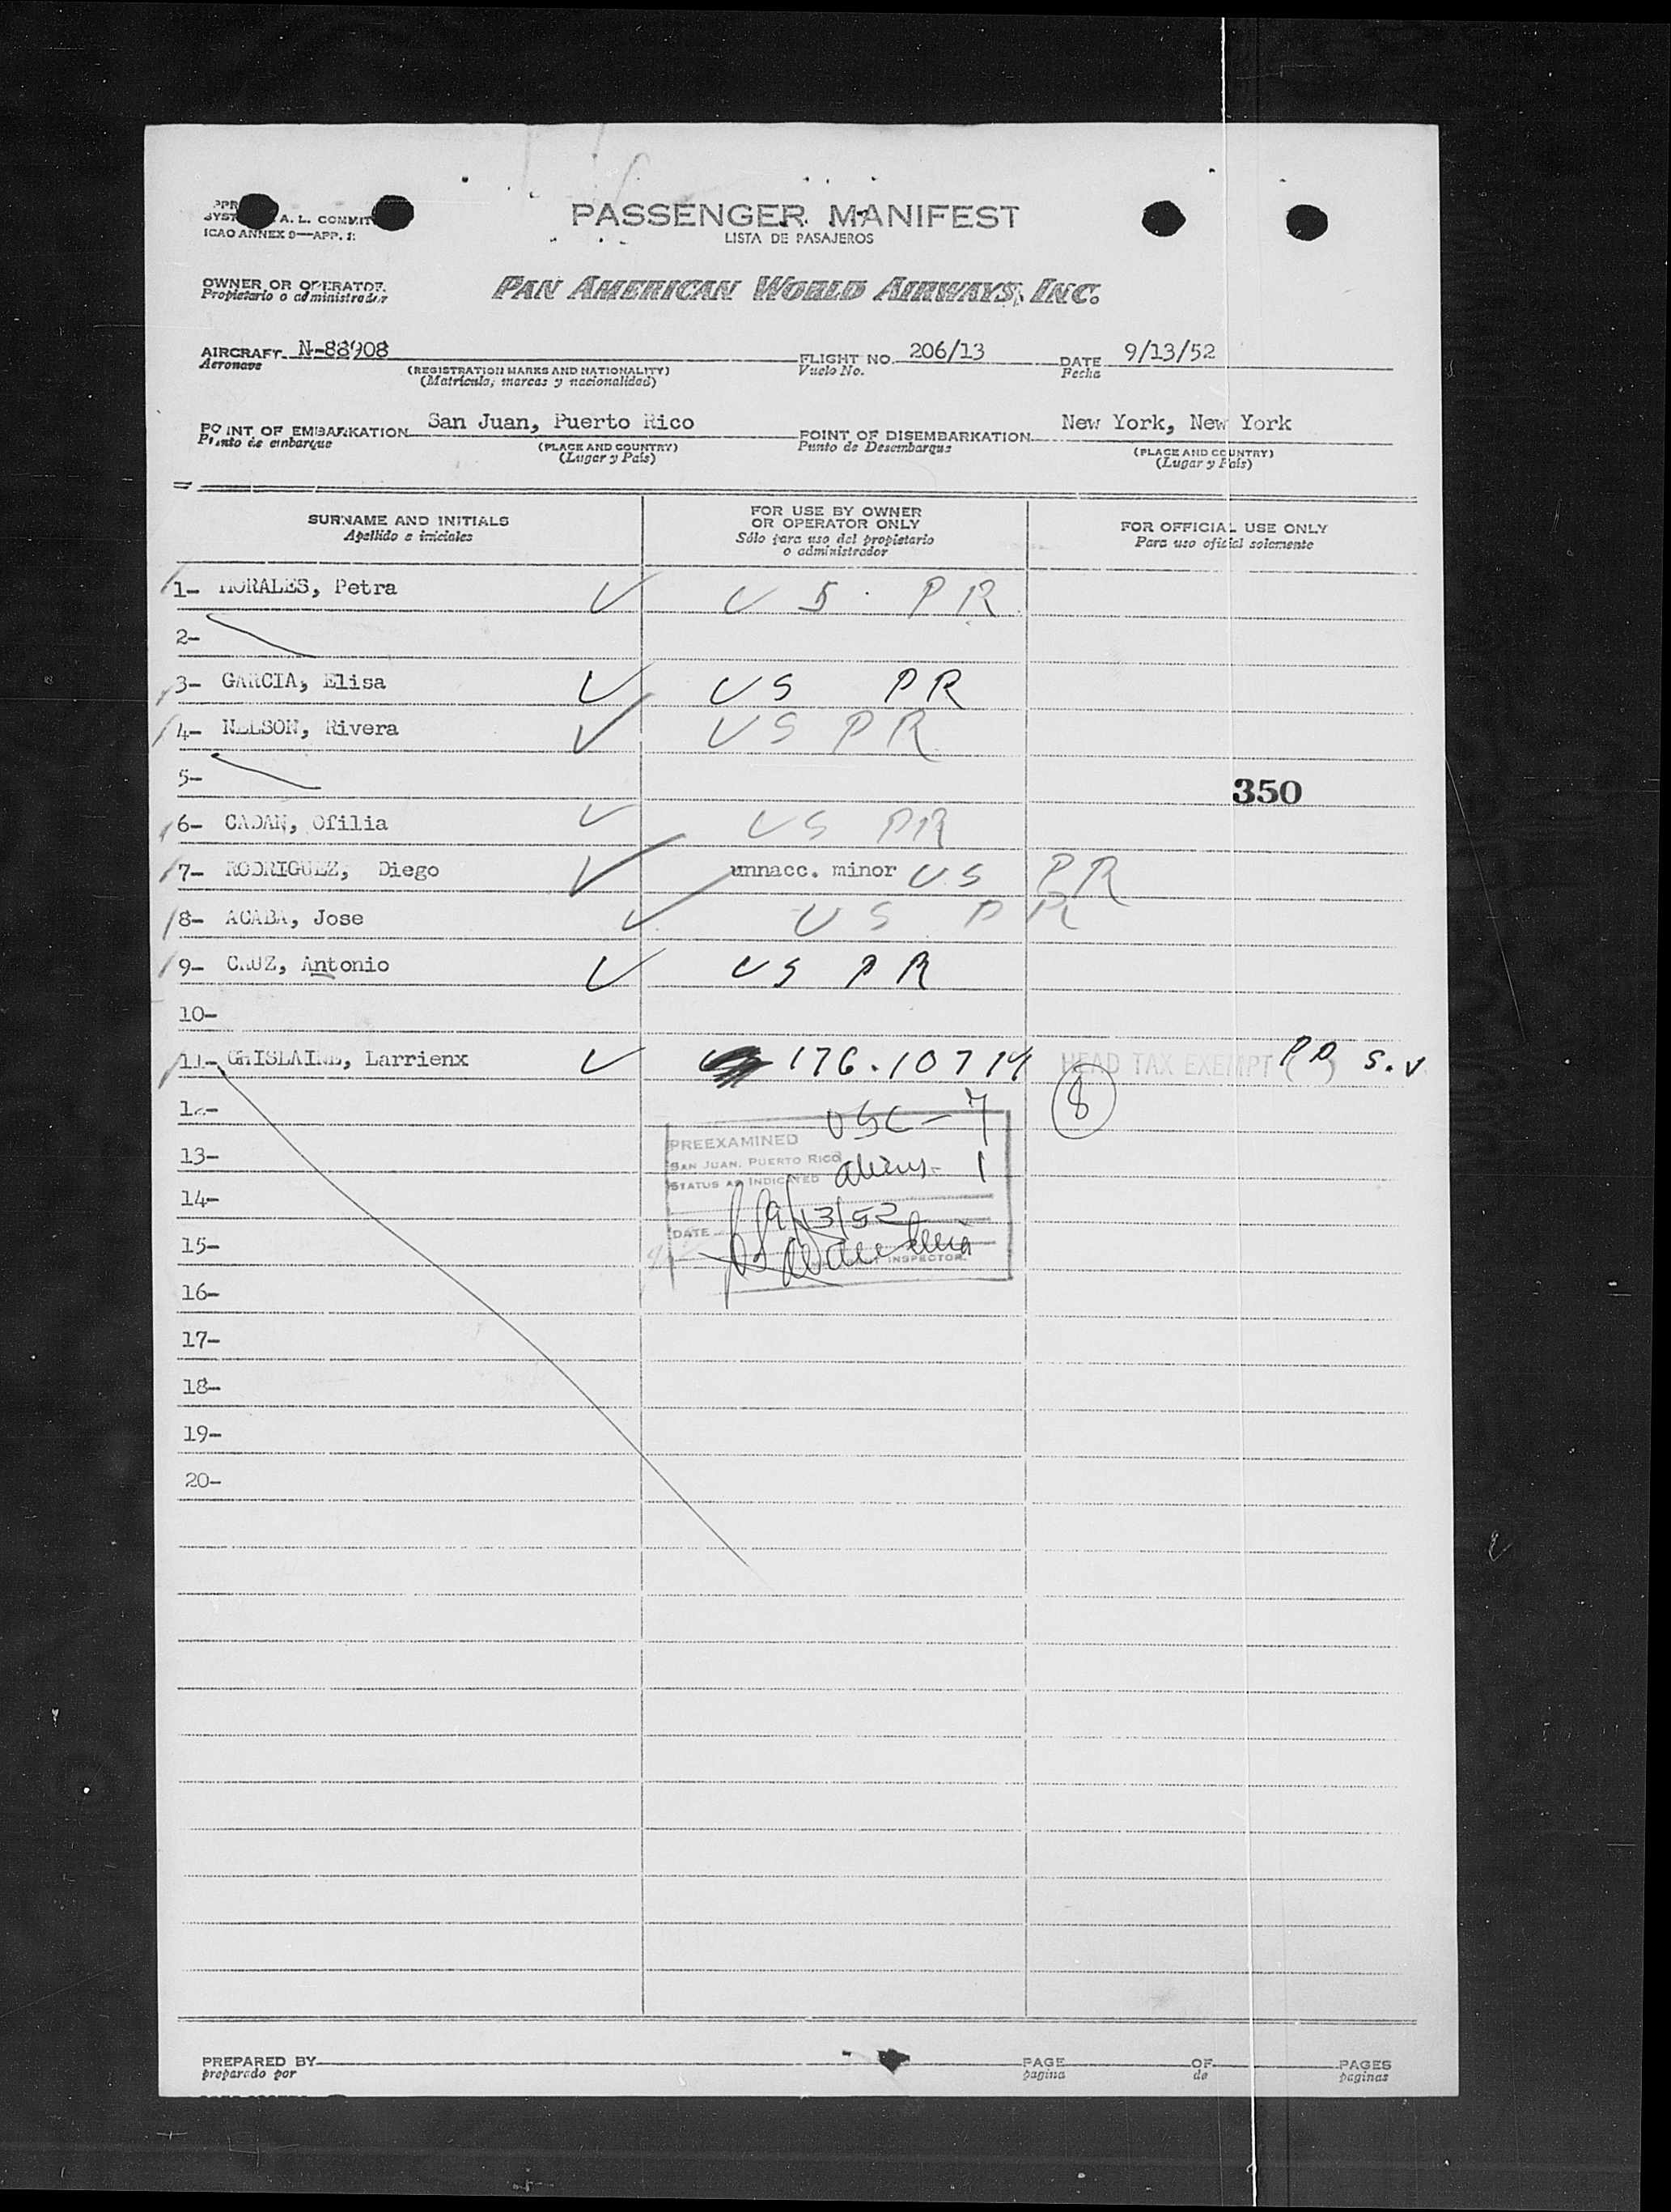 ICAO ANNEX 9—APP. 2
PASSENGER MANIFEST
LISTA DE PASAJEROS
OWNER OR OPERATOR
Propietario o administrador
PAN AMERICAN WORLD AIRWAYS, INC.
AIRCRAFT N-88908 FLIGHT NO. 206/13 DATE 9/13/52
Aeronave Vuelo No. Fecha
(REGISTRATION MARKS AND NATIONALITY)
(Matricula, marcas y nacionalidad)
POINT OF EMBARKATION San Juan, Puerto Rico POINT OF DISEMBARKATION New York, New York
Punto de embarque Punto de Desembarque
(PLACE AND COUNTRY) (PLACE AND COUNTRY)
(Lugar y País) (Lugar y País)
SURNAME AND INITIALS
Apellido e iniciales
FOR USE BY OWNER
OR OPERATOR ONLY
Sólo para uso del propietario
o administrador
FOR OFFICIAL USE ONLY
Para uso oficial solamente
1- MORALES, Petra US PR
2-
3- GARCIA, Elisa US PR
4- NELSON, Rivera US PR
5-
350
6- CADAN, Ofilia US PR
7- RODRIGUEZ, Diego unnacc. minor US PR
8- ACABA, Jose US PR
9- CRUZ, Antonio US PR
10-
11- GHISLAINE, Larrienx 176.10714 HEAD TAX EXEMPT PP S.V
12- USC-7 8
PREEXAMINED
13- SAN JUAN, PUERTO RICO aliens- 1
STATUS AS INDICATED
14- 9/13/52
DATE
15-
INSPECTOR
16-
17-
18-
19-
20-
PREPARED BY PAGE OF PAGES
preparado por pagina de paginas